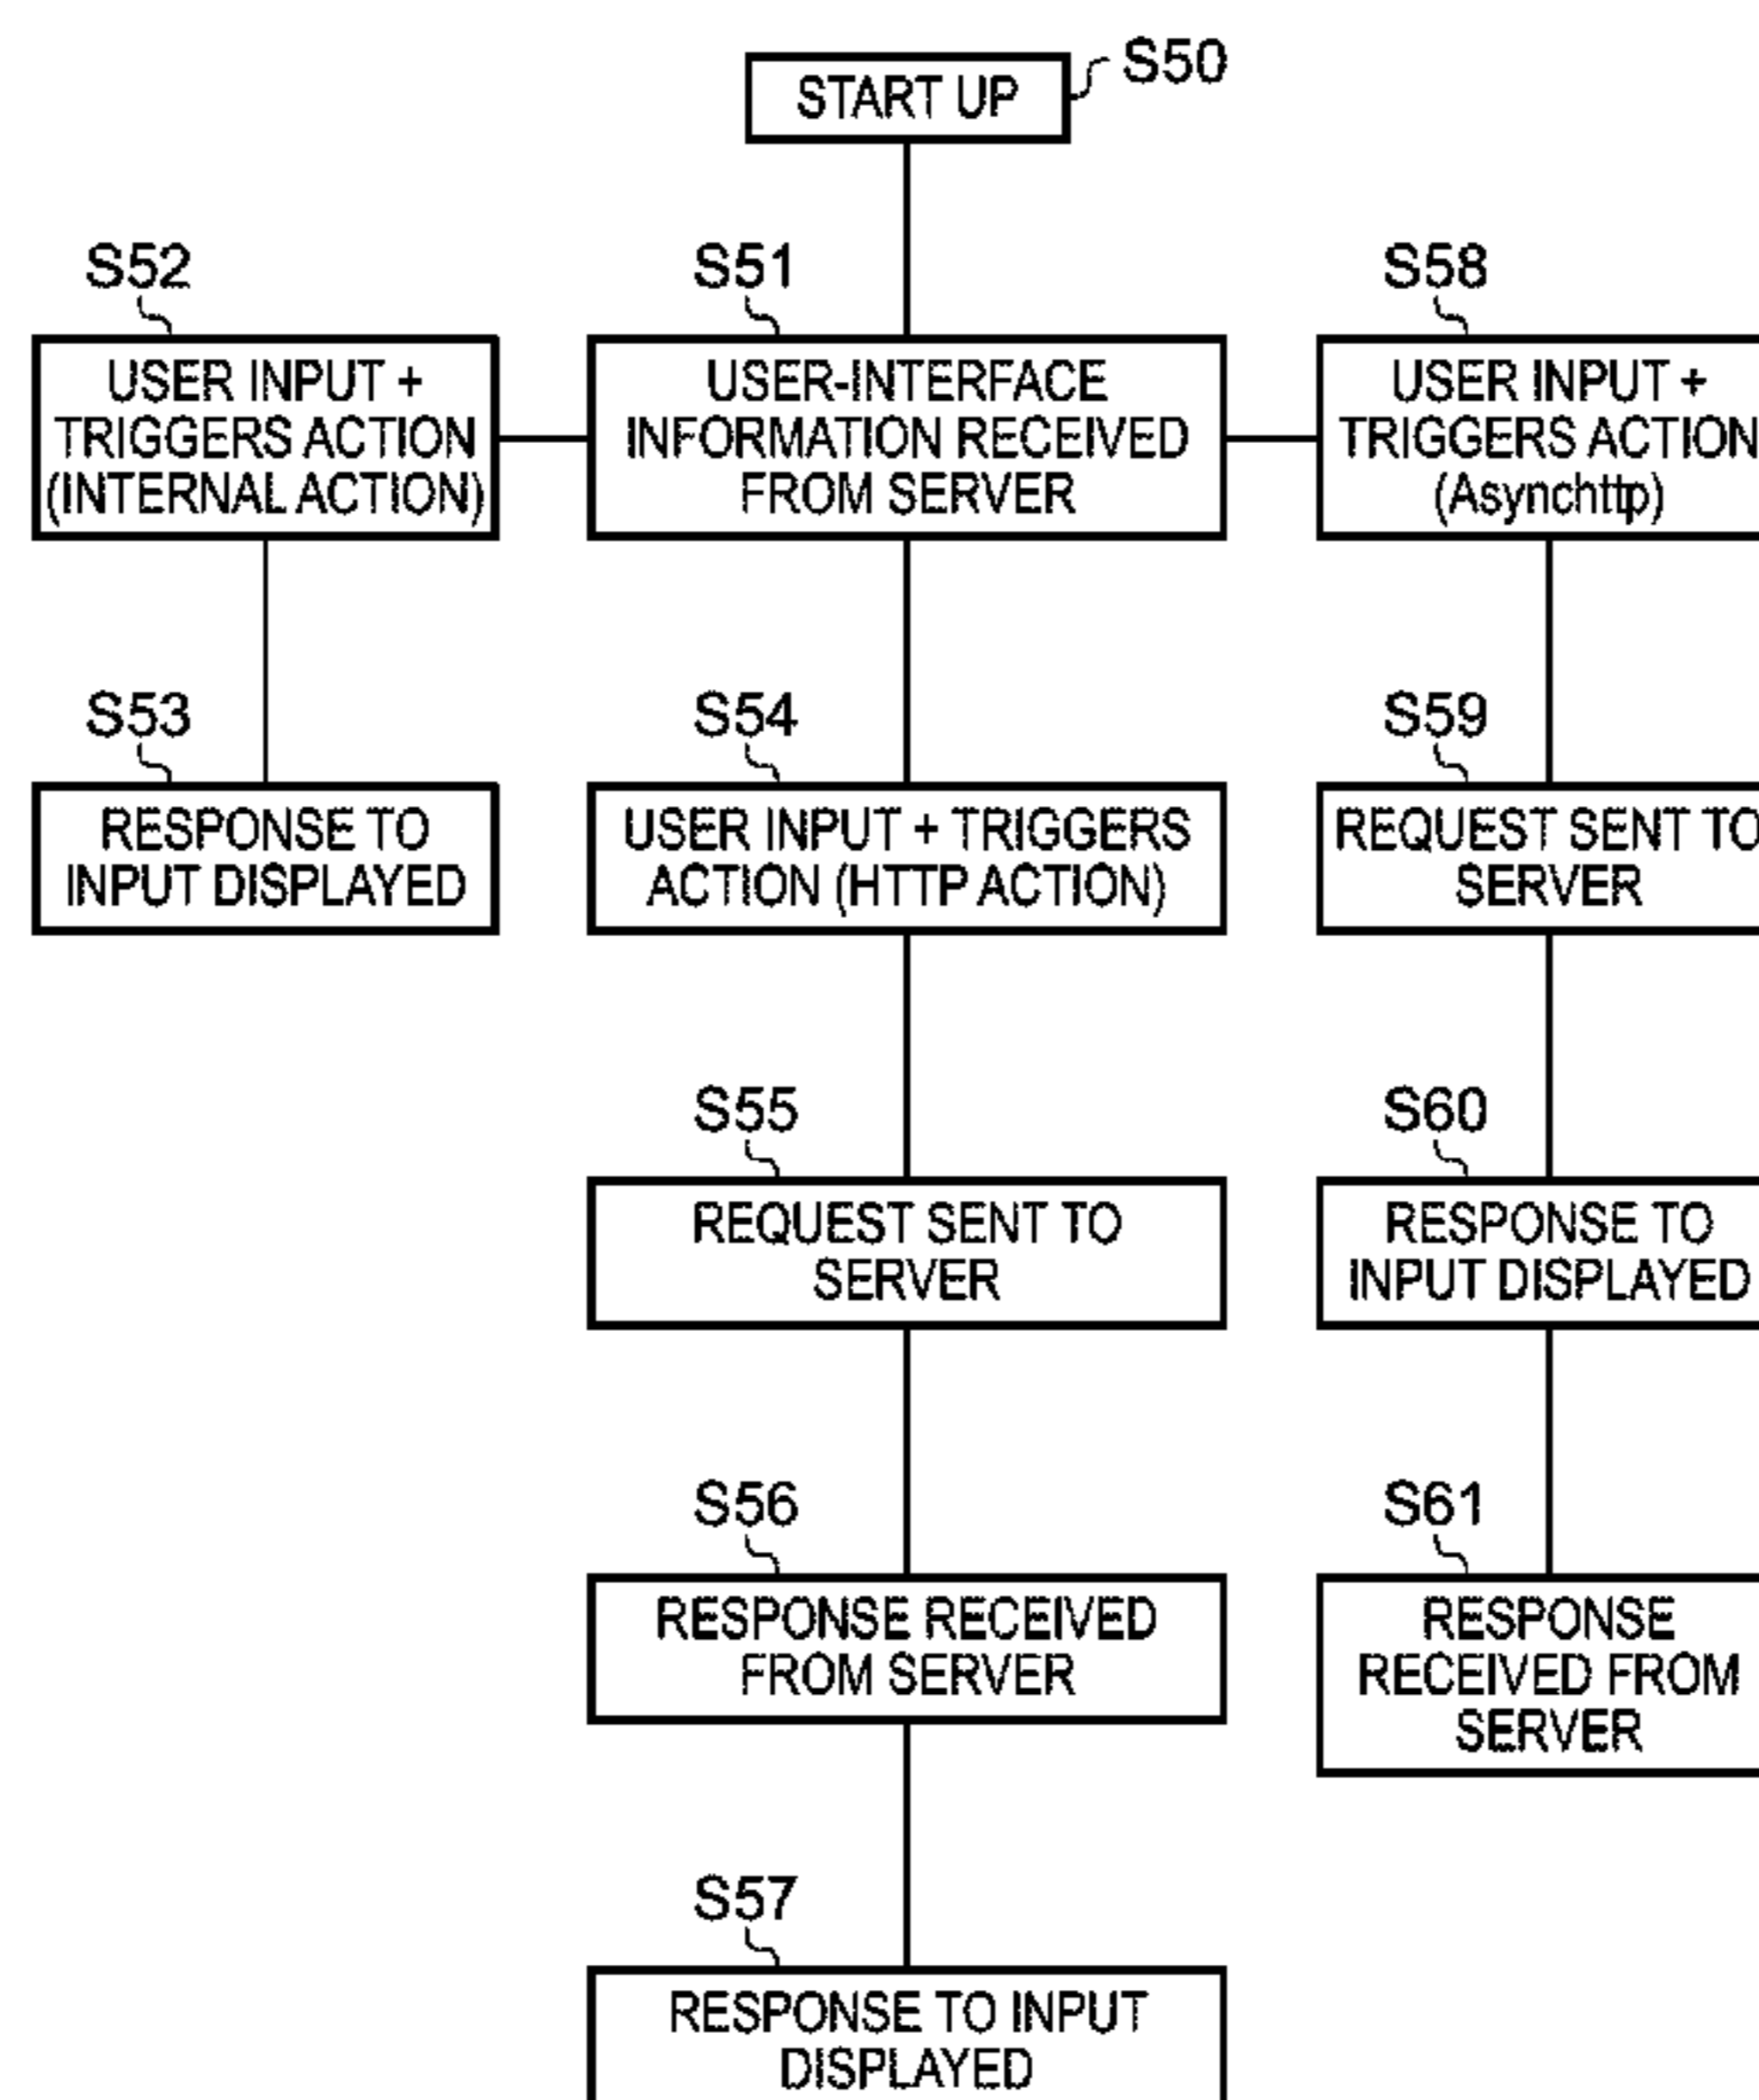 START UP
S50
S52
USER INPUT +
TRIGGERS ACTION
(INTERNAL ACTION)
S51
USER-INTERFACE
INFORMATION RECEIVED
FROM SERVER
S58
USER INPUT +
TRIGGERS ACTION
(Asynchttp)
S53
RESPONSE TO
INPUT DISPLAYED
S54
USER INPUT + TRIGGERS
ACTION (HTTP ACTION)
S59
REQUEST SENT TO
SERVER
S55
REQUEST SENT TO
SERVER
S60
RESPONSE TO
INPUT DISPLAYED
S56
RESPONSE RECEIVED
FROM SERVER
S61
RESPONSE
RECEIVED FROM
SERVER
S57
RESPONSE TO INPUT
DISPLAYED